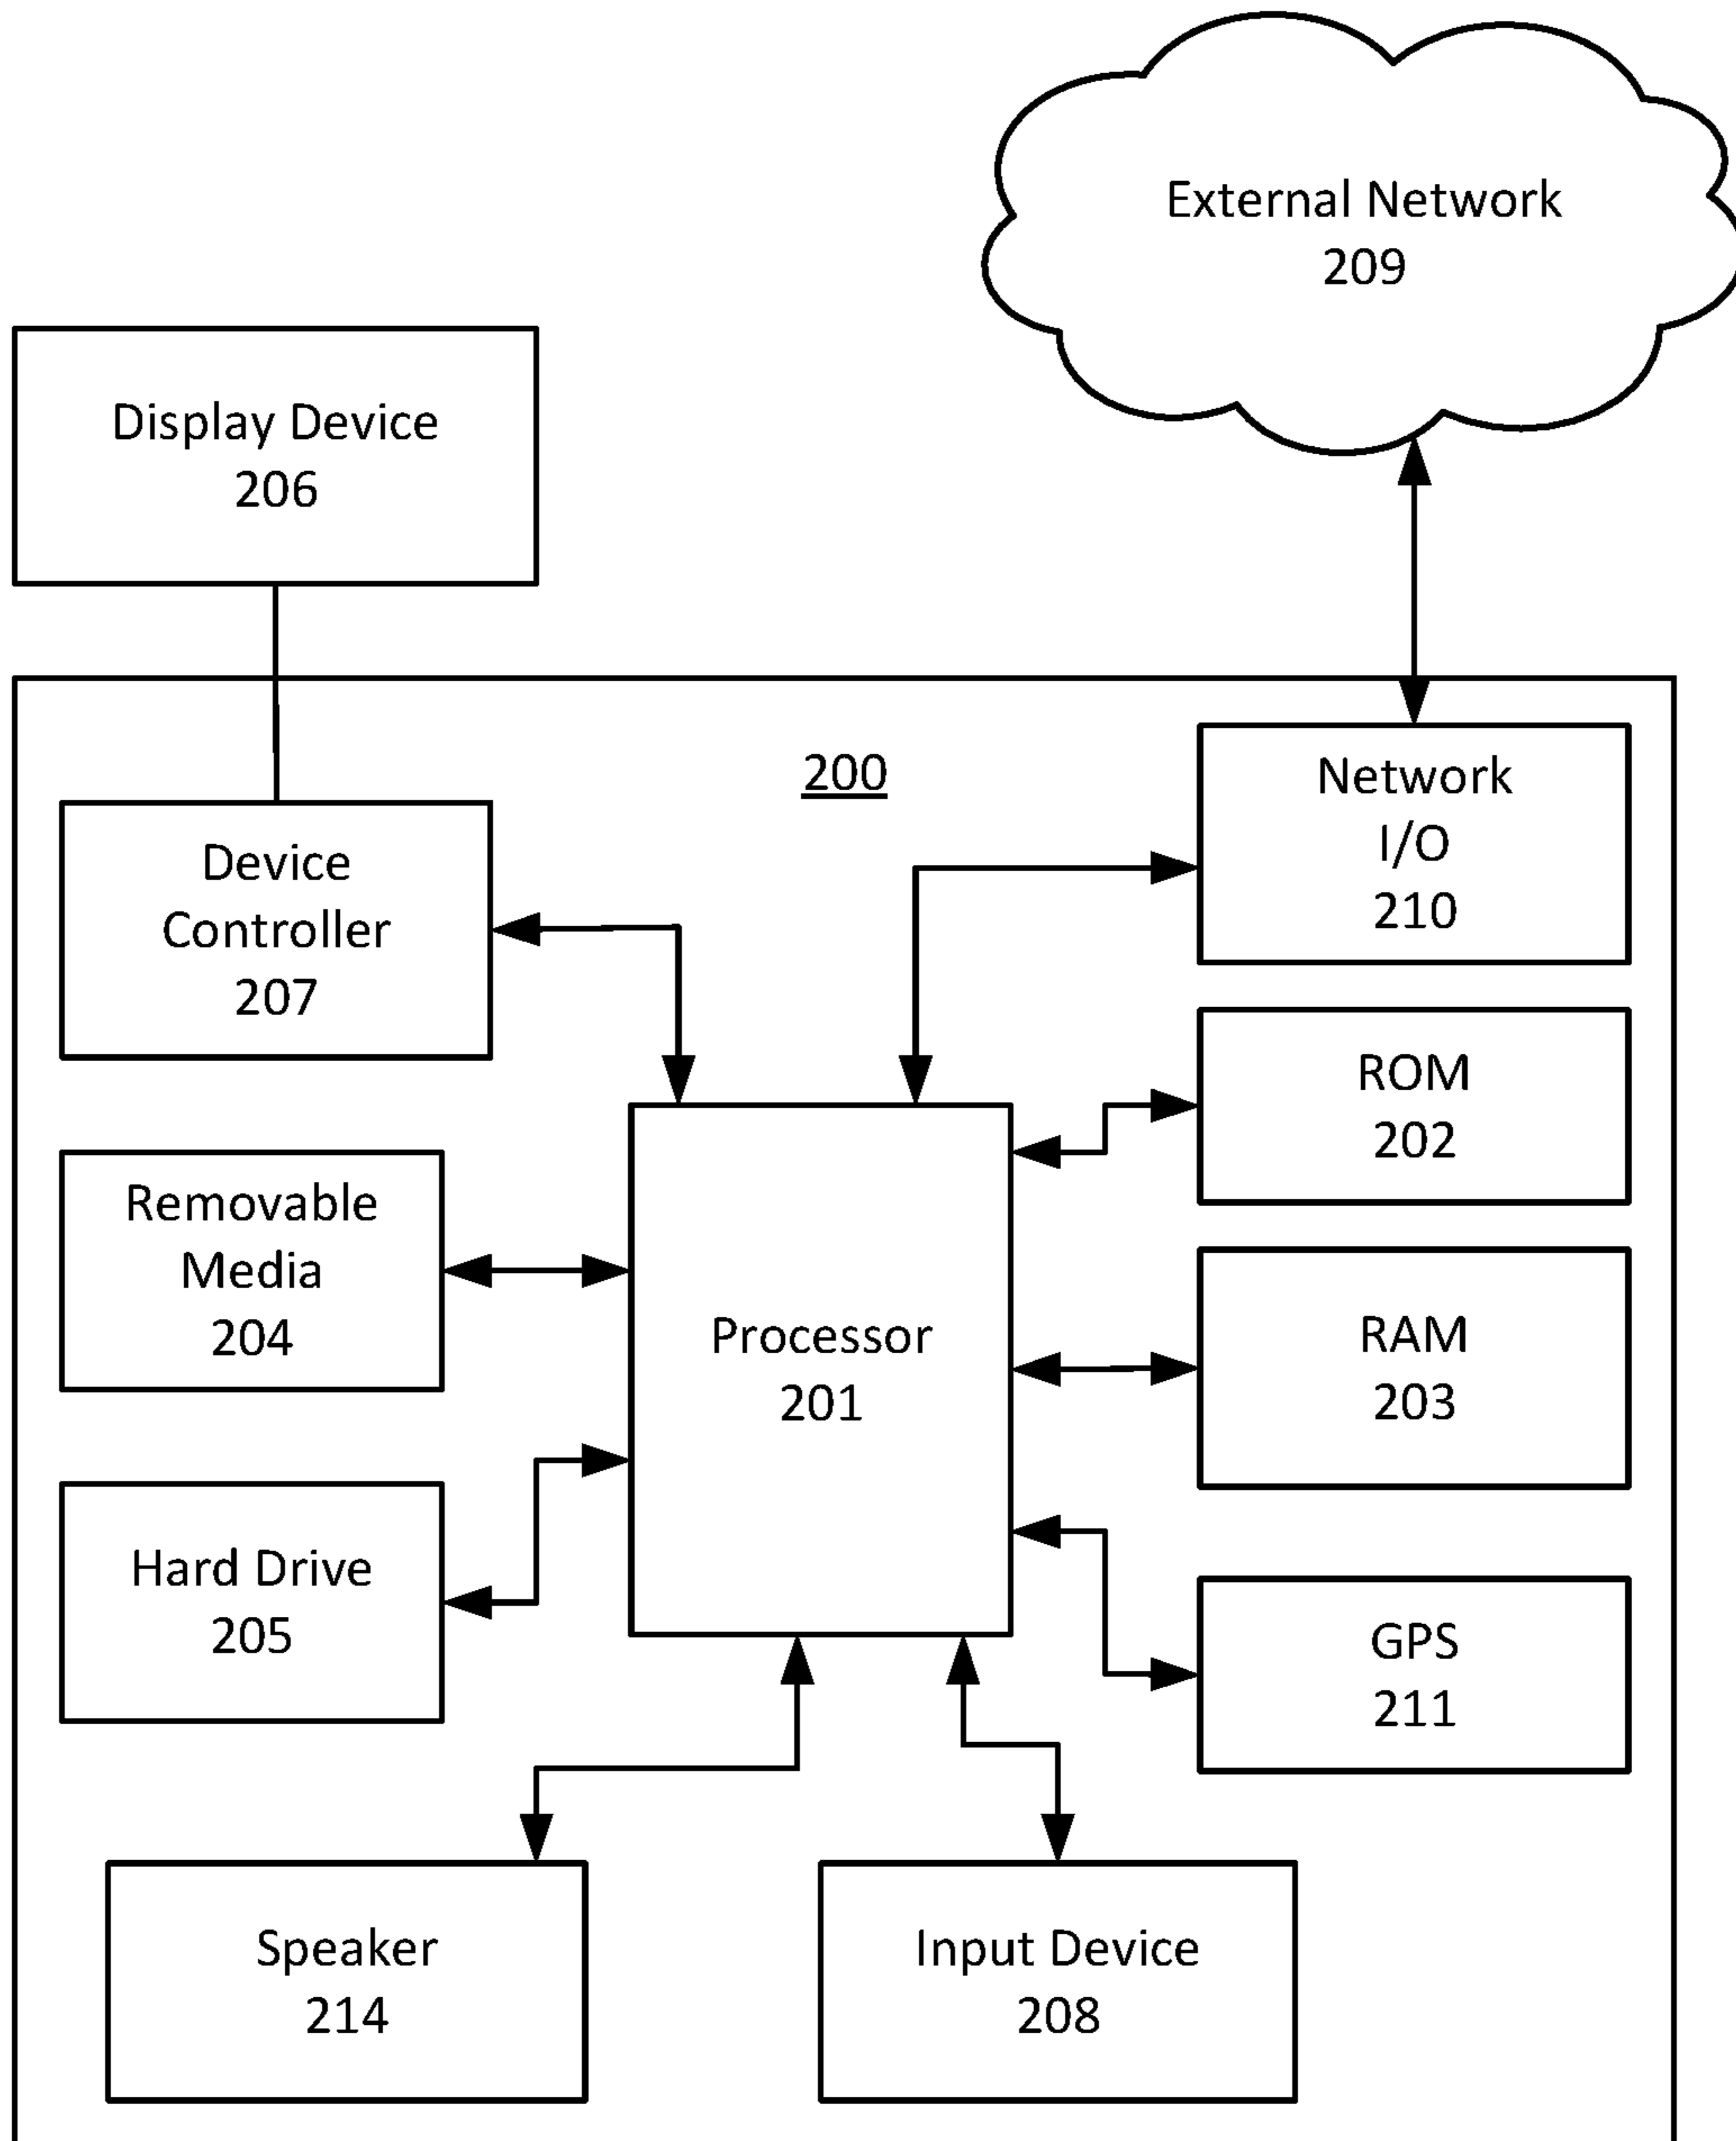 External Network
209
Display Device
206
200
Network
I/O
210
Device
Controller
207
ROM
202
Removable
Media
204
Processor
201
RAM
203
Hard Drive
205
GPS
211
Speaker
214
Input Device
208